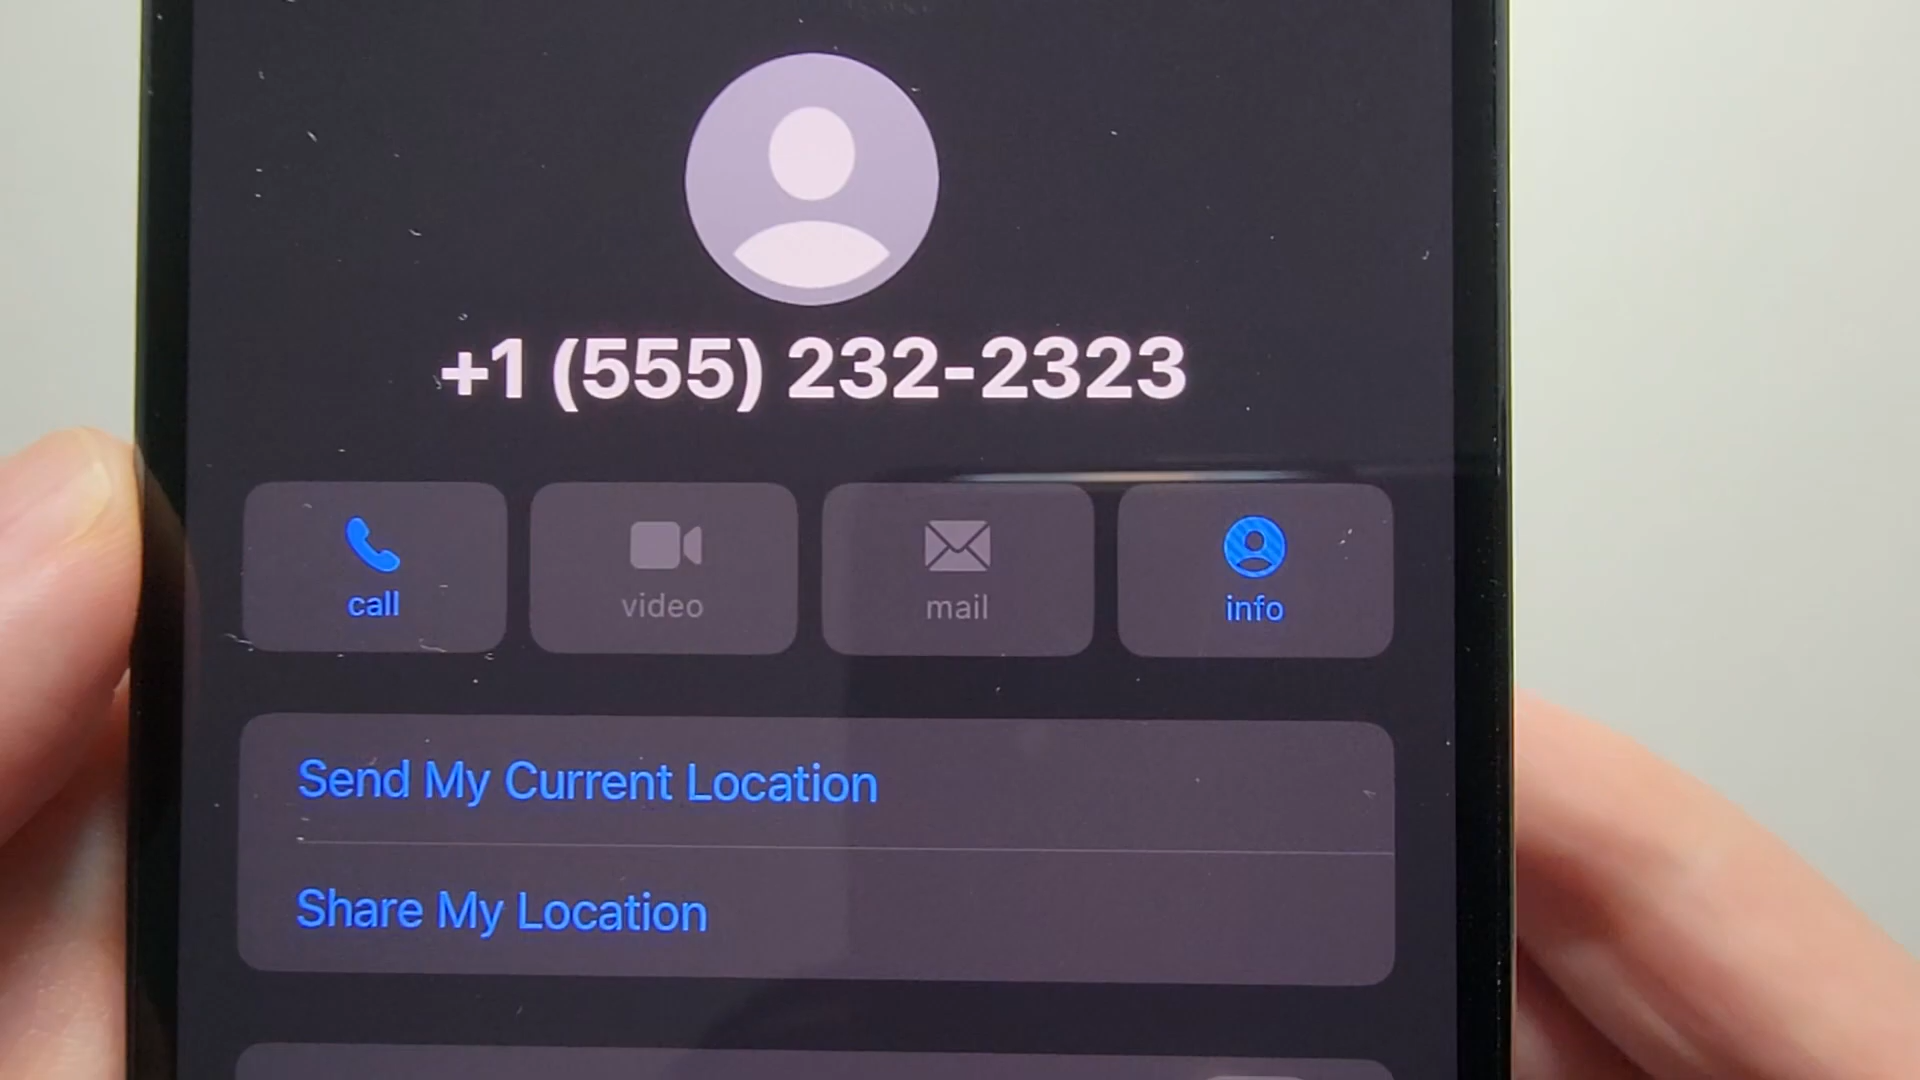 +1 (555) 232-2323
call
video
mail
info
Send My Current Location
Share My Location